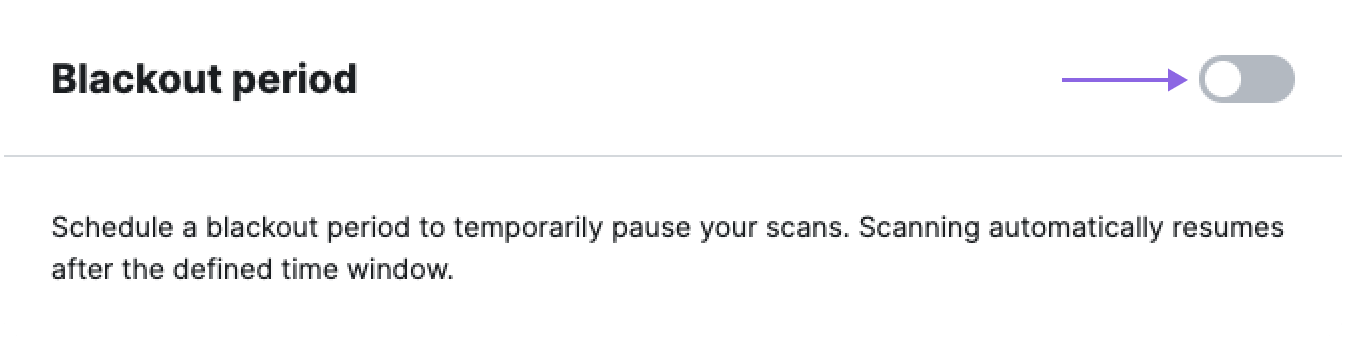 Blackout period
Schedule a blackout period to temporarily pause your scans. Scanning automatically resumes
after the defined time window.